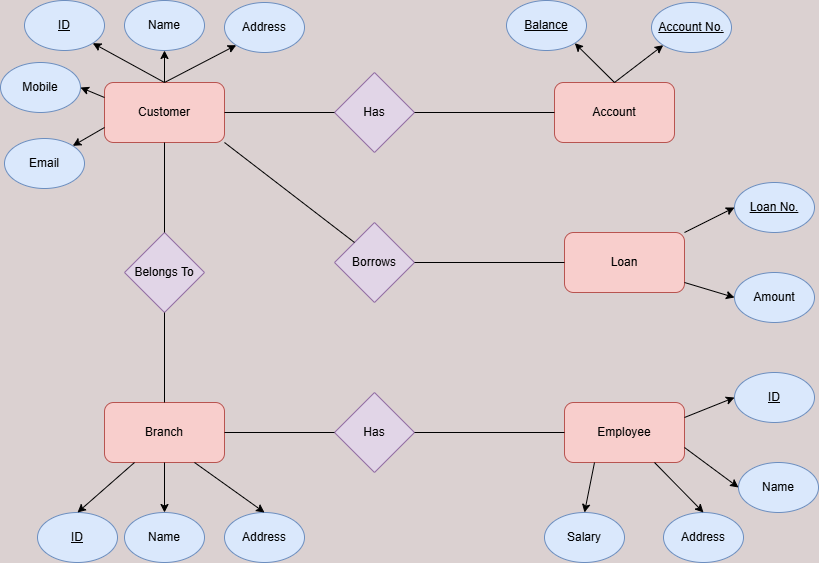 ID
Name
Address
Balance
Account No.
Mobile
Customer
Has
Account
Email
Loan No.
Belongs To
Borrows
Loan
Amount
ID
Branch
Has
Employee
Name
ID
Name
Address
Salary
Address